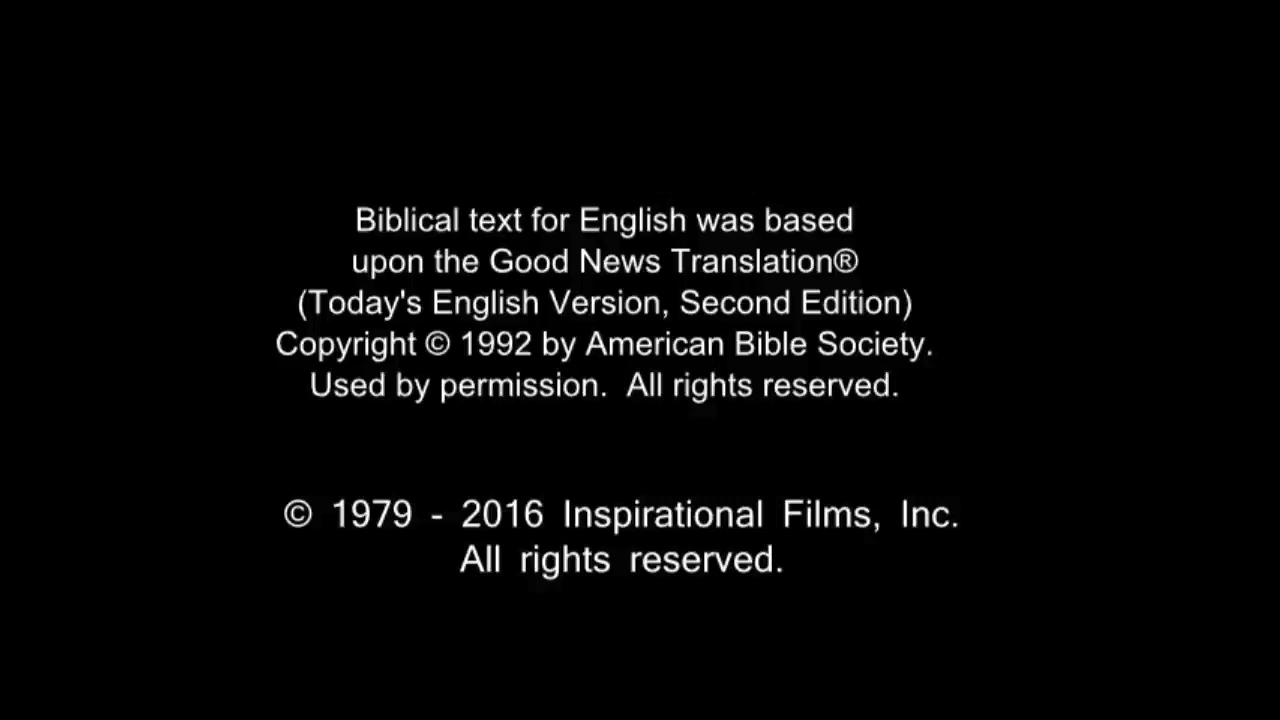 Biblical text for English was based
upon the Good News Translation®
(Today's English Version, Second Edition)
Copyright © 1992 by American Bible Society.
Used by permission.  All rights reserved.
© 1979 - 2016 Inspirational Films, Inc.
All rights reserved.